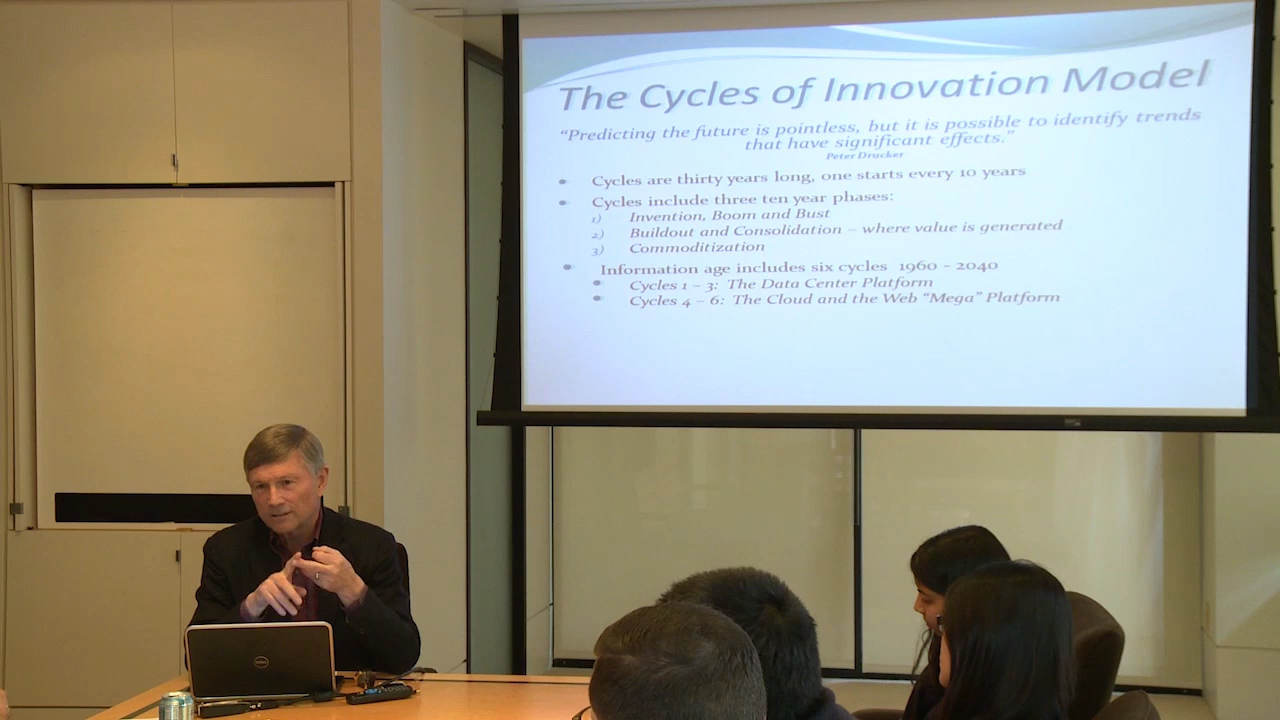 The Cycles of Innovation Model
“Predicting the future is pointless, but it is possible to identify trends
that have significant effects.”
Peter Drucker
Cycles are thirty years long, one starts every 10 years
Cycles include three ten year phases:
1) Invention, Boom and Bust
2) Buildout and Consolidation – where value is generated
3) Commoditization
Information age includes six cycles 1960 - 2040
Cycles 1 – 3: The Data Center Platform
Cycles 4 – 6: The Cloud and the Web “Mega” Platform
DELL